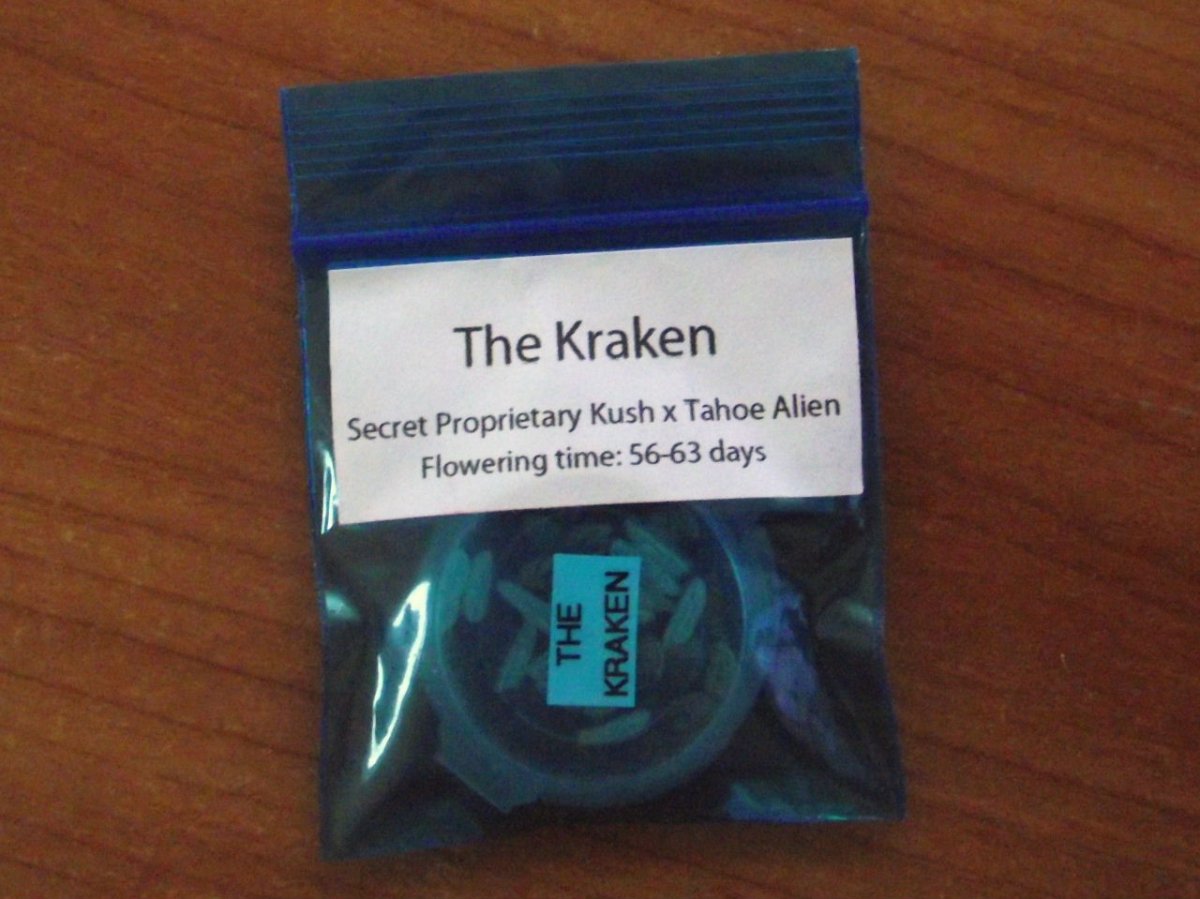 The Kraken
Secret Proprietary Kush x Tahoe Alien
Flowering time: 56-63 days
THE
KRAKEN